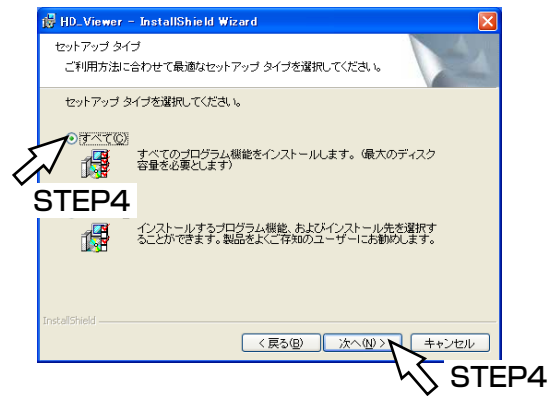 HD_Viewer - InstallShield Wizard
セットアップ タイプ
ご利用方法に合わせて最適なセットアップ タイプを選択してください。
セットアップ タイプを選択してください。
すべて(C)
すべてのプログラム機能をインストールします。(最大のディスク
容量を必要とします)
STEP4
インストールするプログラム機能、およびインストール先を選択す
ることができます。製品をよくご存知のユーザーにお勧めします。
InstallShield
< 戻る(B)
次へ(N) >
キャンセル
STEP4